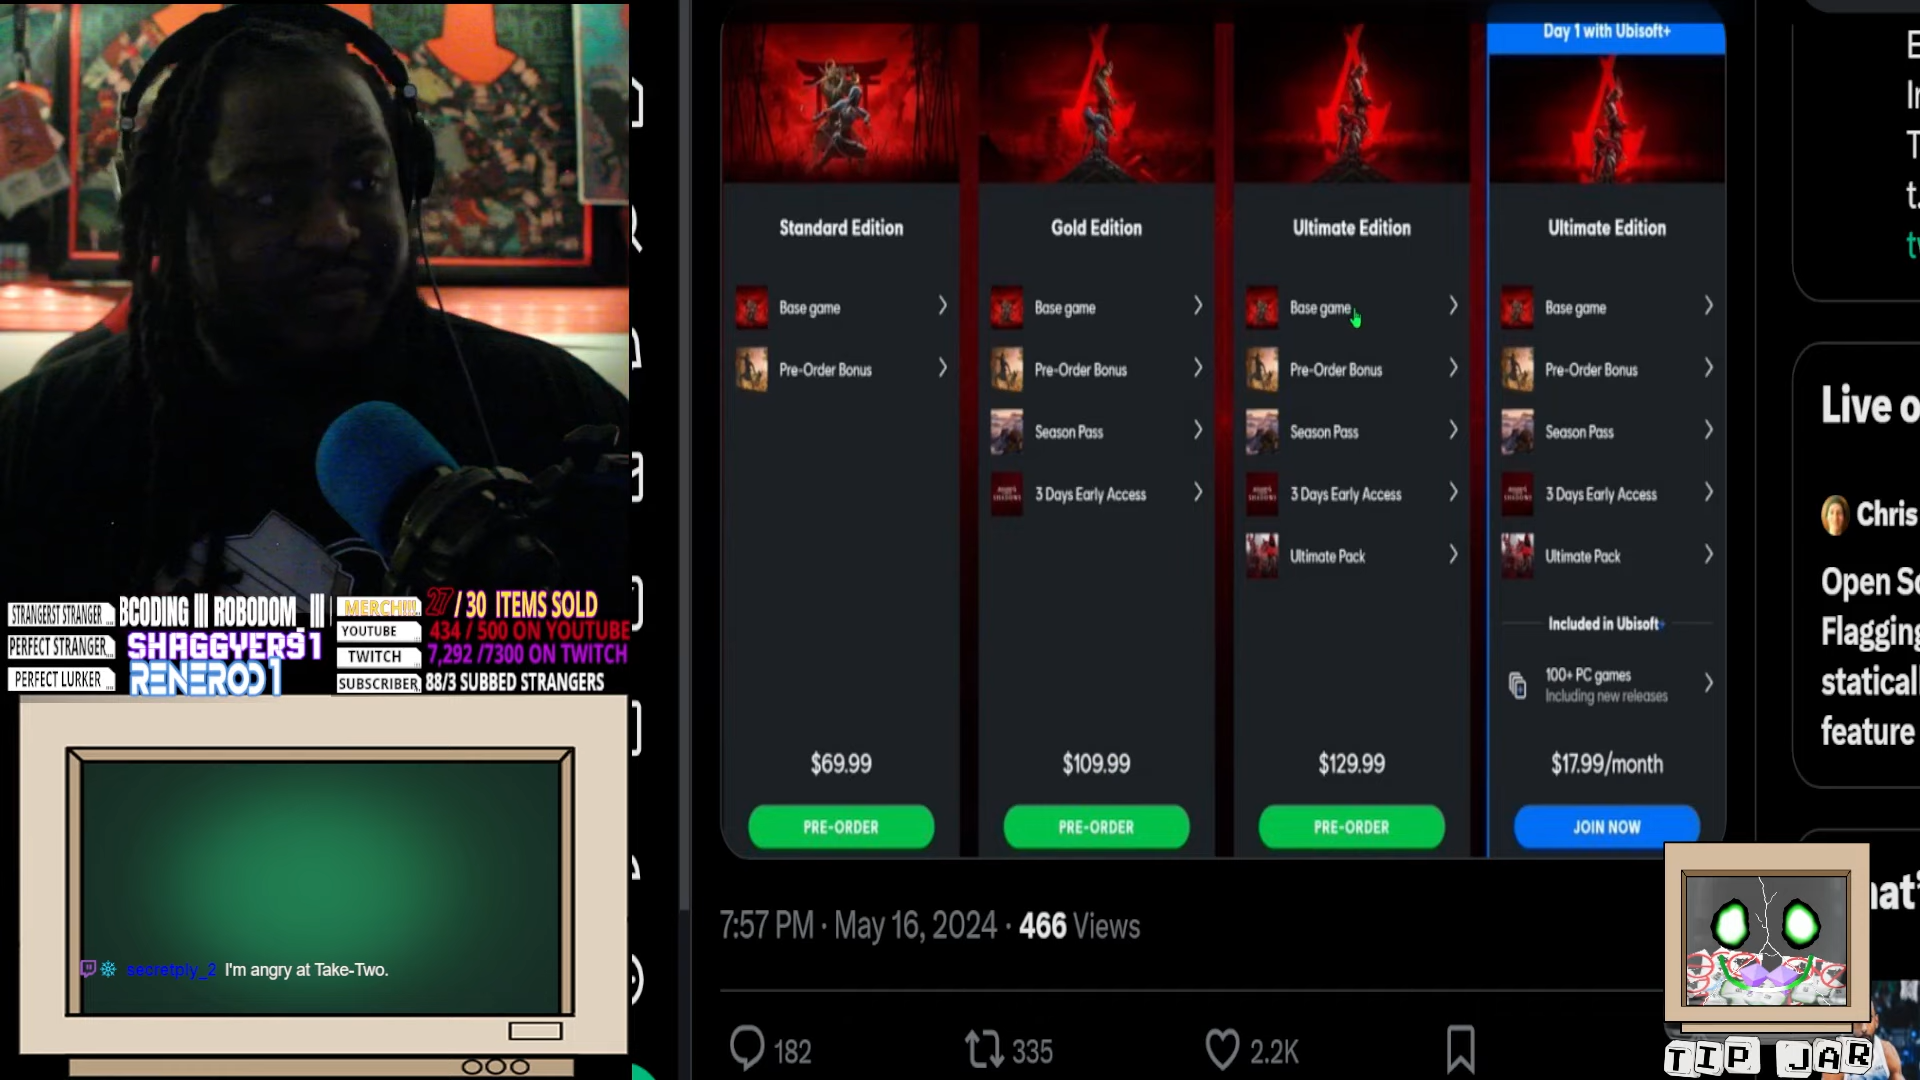 STRANGERST STRANGER
BCODING ||| ROBODOM_ |||
PERFECT STRANGER
SHAGGYER91
PERFECT LURKER
RENEROD1
MERCH!!!
27/ 30 ITEMS SOLD
YOUTUBE
434 / 500 ON YOUTUBE
TWITCH
7,292 /7300 ON TWITCH
SUBSCRIBER
88/3 SUBBED STRANGERS
secretply_2 I'm angry at Take-Two.
Standard Edition
Base game
Pre-Order Bonus
$69.99
PRE-ORDER
Gold Edition
Base game
Pre-Order Bonus
Season Pass
3 Days Early Access
$109.99
PRE-ORDER
Ultimate Edition
Base game
Pre-Order Bonus
Season Pass
3 Days Early Access
Ultimate Pack
$129.99
PRE-ORDER
Day 1 with Ubisoft+
Ultimate Edition
Base game
Pre-Order Bonus
Season Pass
3 Days Early Access
Ultimate Pack
Included in Ubisoft+
100+ PC games
Including new releases
$17.99/month
JOIN NOW
7:57 PM · May 16, 2024 · 466 Views
182
335
2.2K
Live o
Chris
Open So
Flagging
statical
feature
TIP JAR